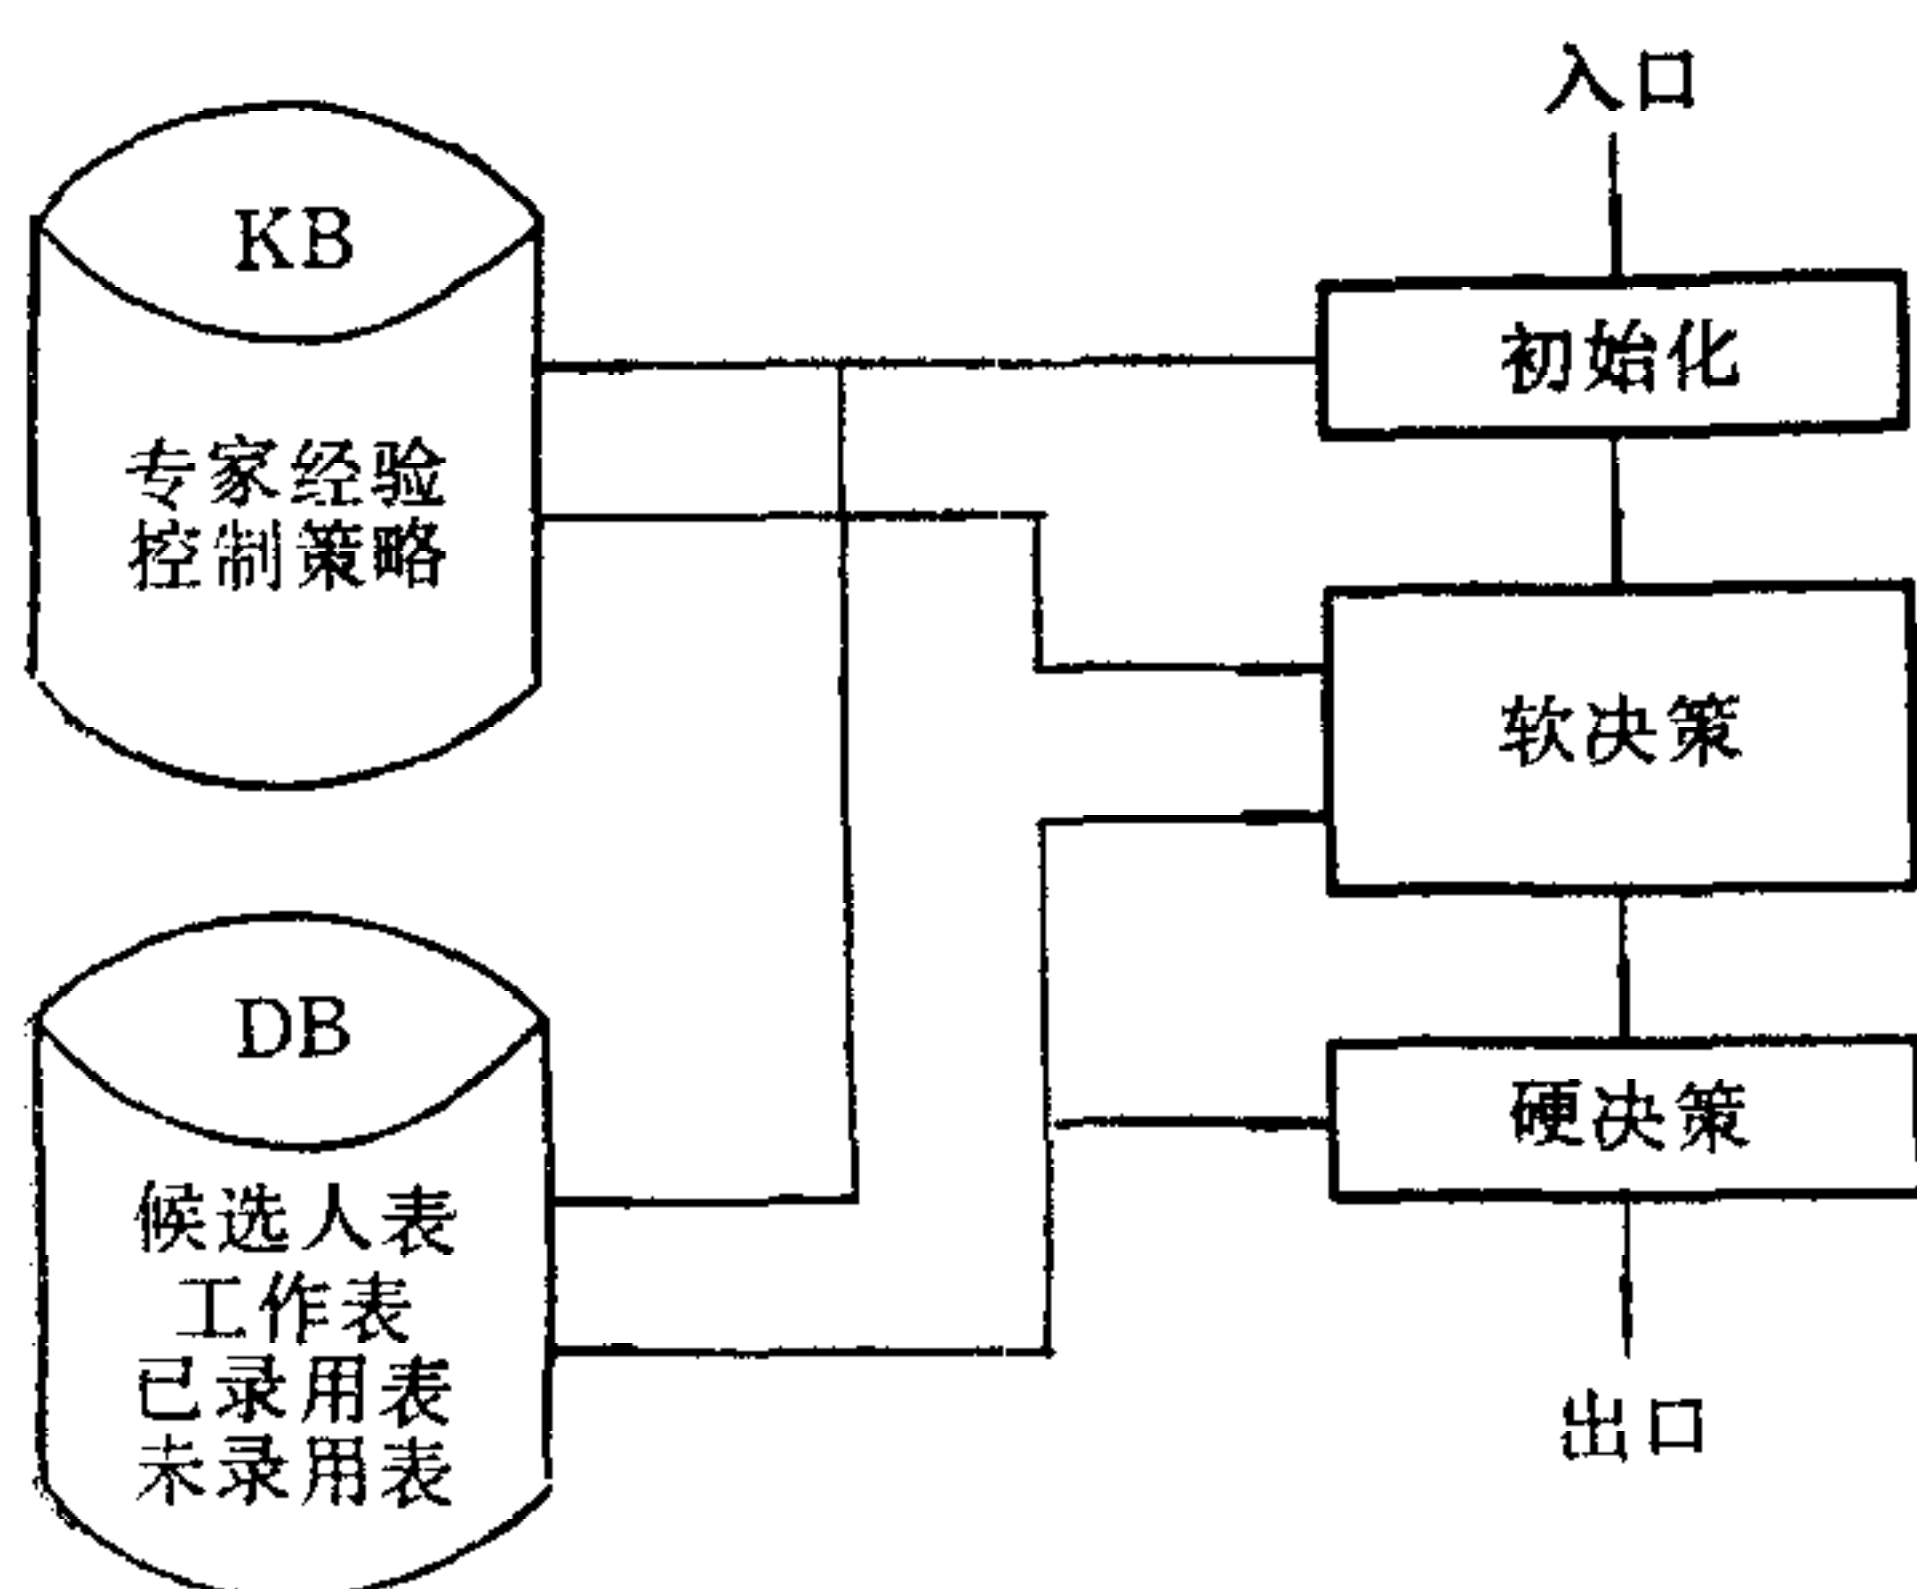 KB
专家经验
控制策略
DB
候选人表
工作表
已录用表
未录用表
入口
初始化
软决策
硬决策
出口